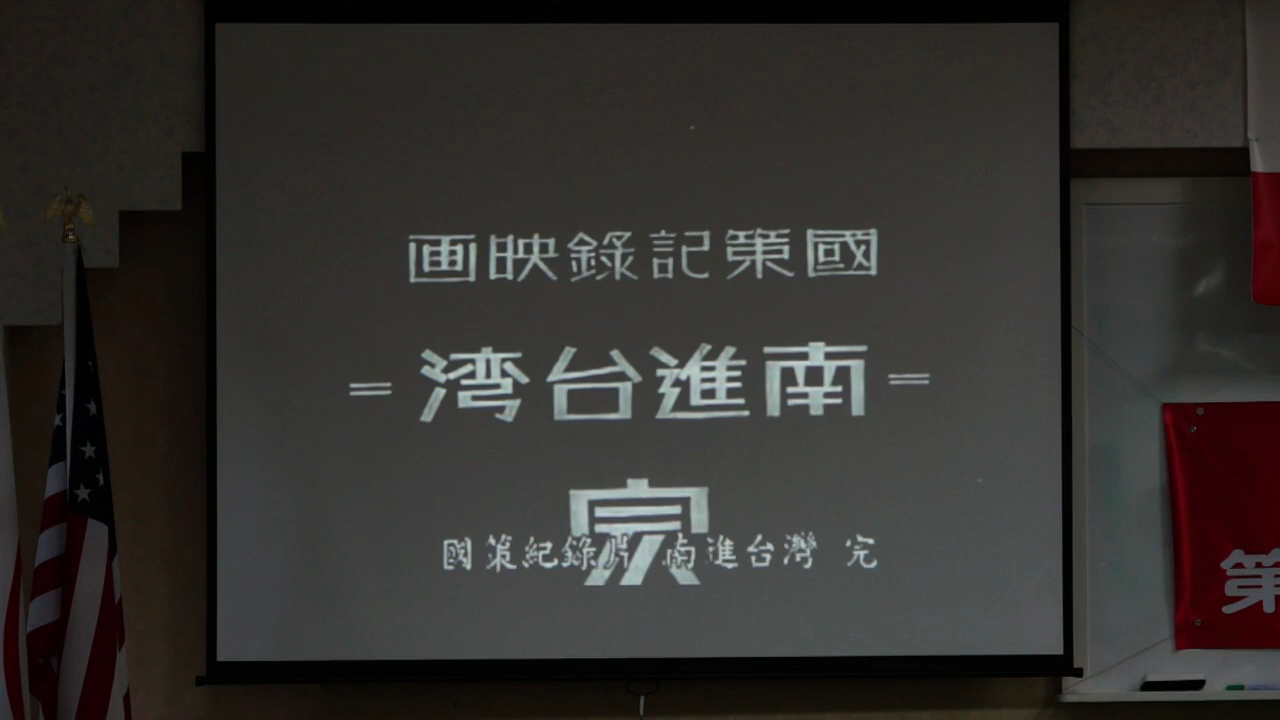 國策記錄映画
=南進台湾=
完
國策紀錄片 南進台灣 完
第